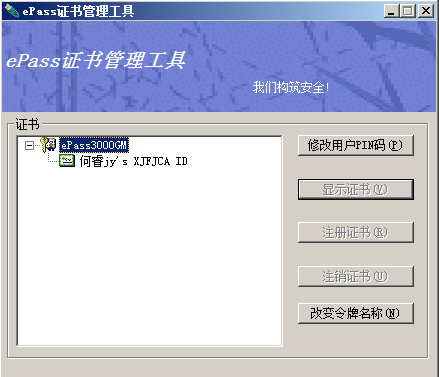 ePass证书管理工具
ePass证书管理工具
我们构筑安全!
证书
ePass3000GM
何睿jy's XJFJCA ID
修改用户PIN码(P)
显示证书(V)
注册证书(R)
注销证书(U)
改变令牌名称(N)